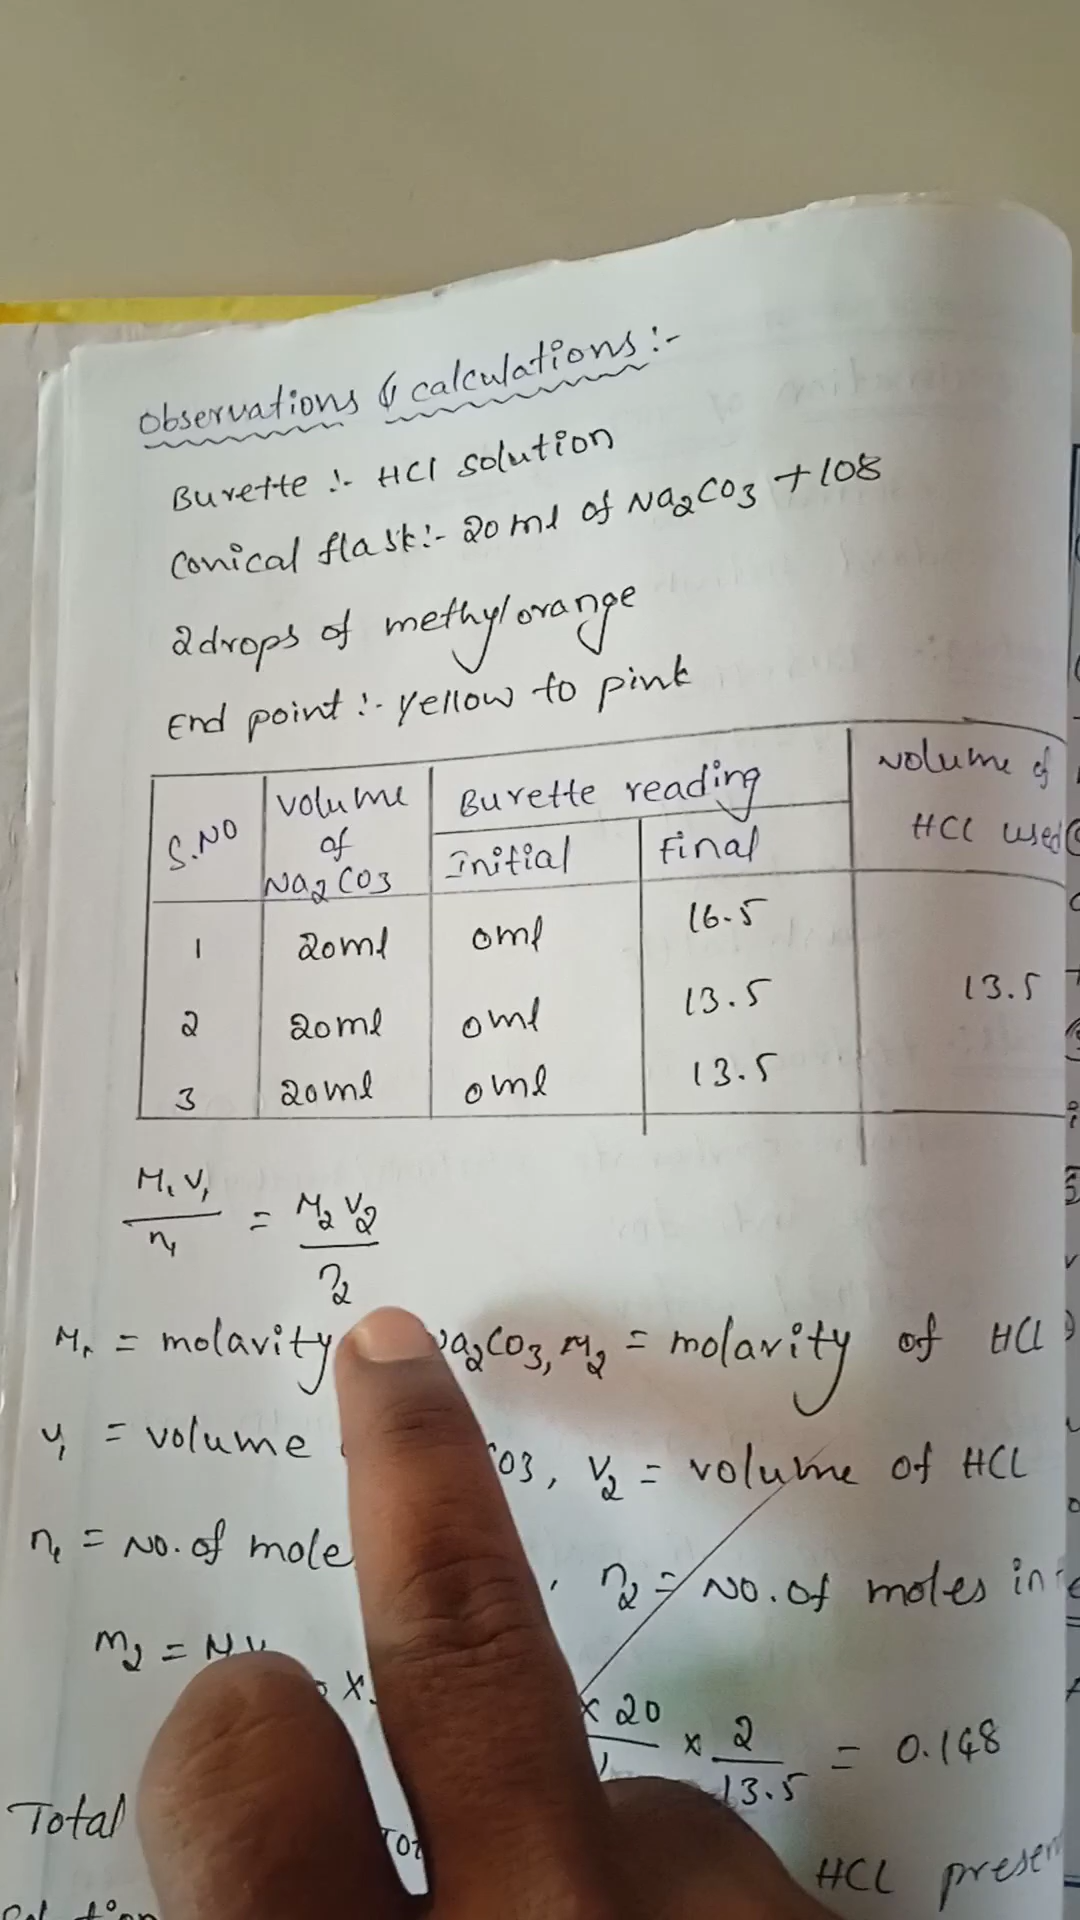 Observations & calculations:-
Burette :- HCl solution
Conical flask:- 20ml of Na2CO3 + 108
2drops of methyl orange
End point :- yellow to pink
S.NO | Volume of Na2CO3 | Burette reading | Volume of HCl used
Initial | Final
1 | 20ml | 0ml | 16.5
2 | 20ml | 0ml | 13.5 | 13.5
3 | 20ml | 0ml | 13.5
M1V1/n1 = M2V2/n2
M1 = molarity Na2CO3, M2 = molarity of HCl
V1 = volume CO3, V2 = volume of HCl
n1 = NO. of mole , n2 = NO. of moles in
m2 =
x 20 x 2/13.5 = 0.148
Total
HCL presen